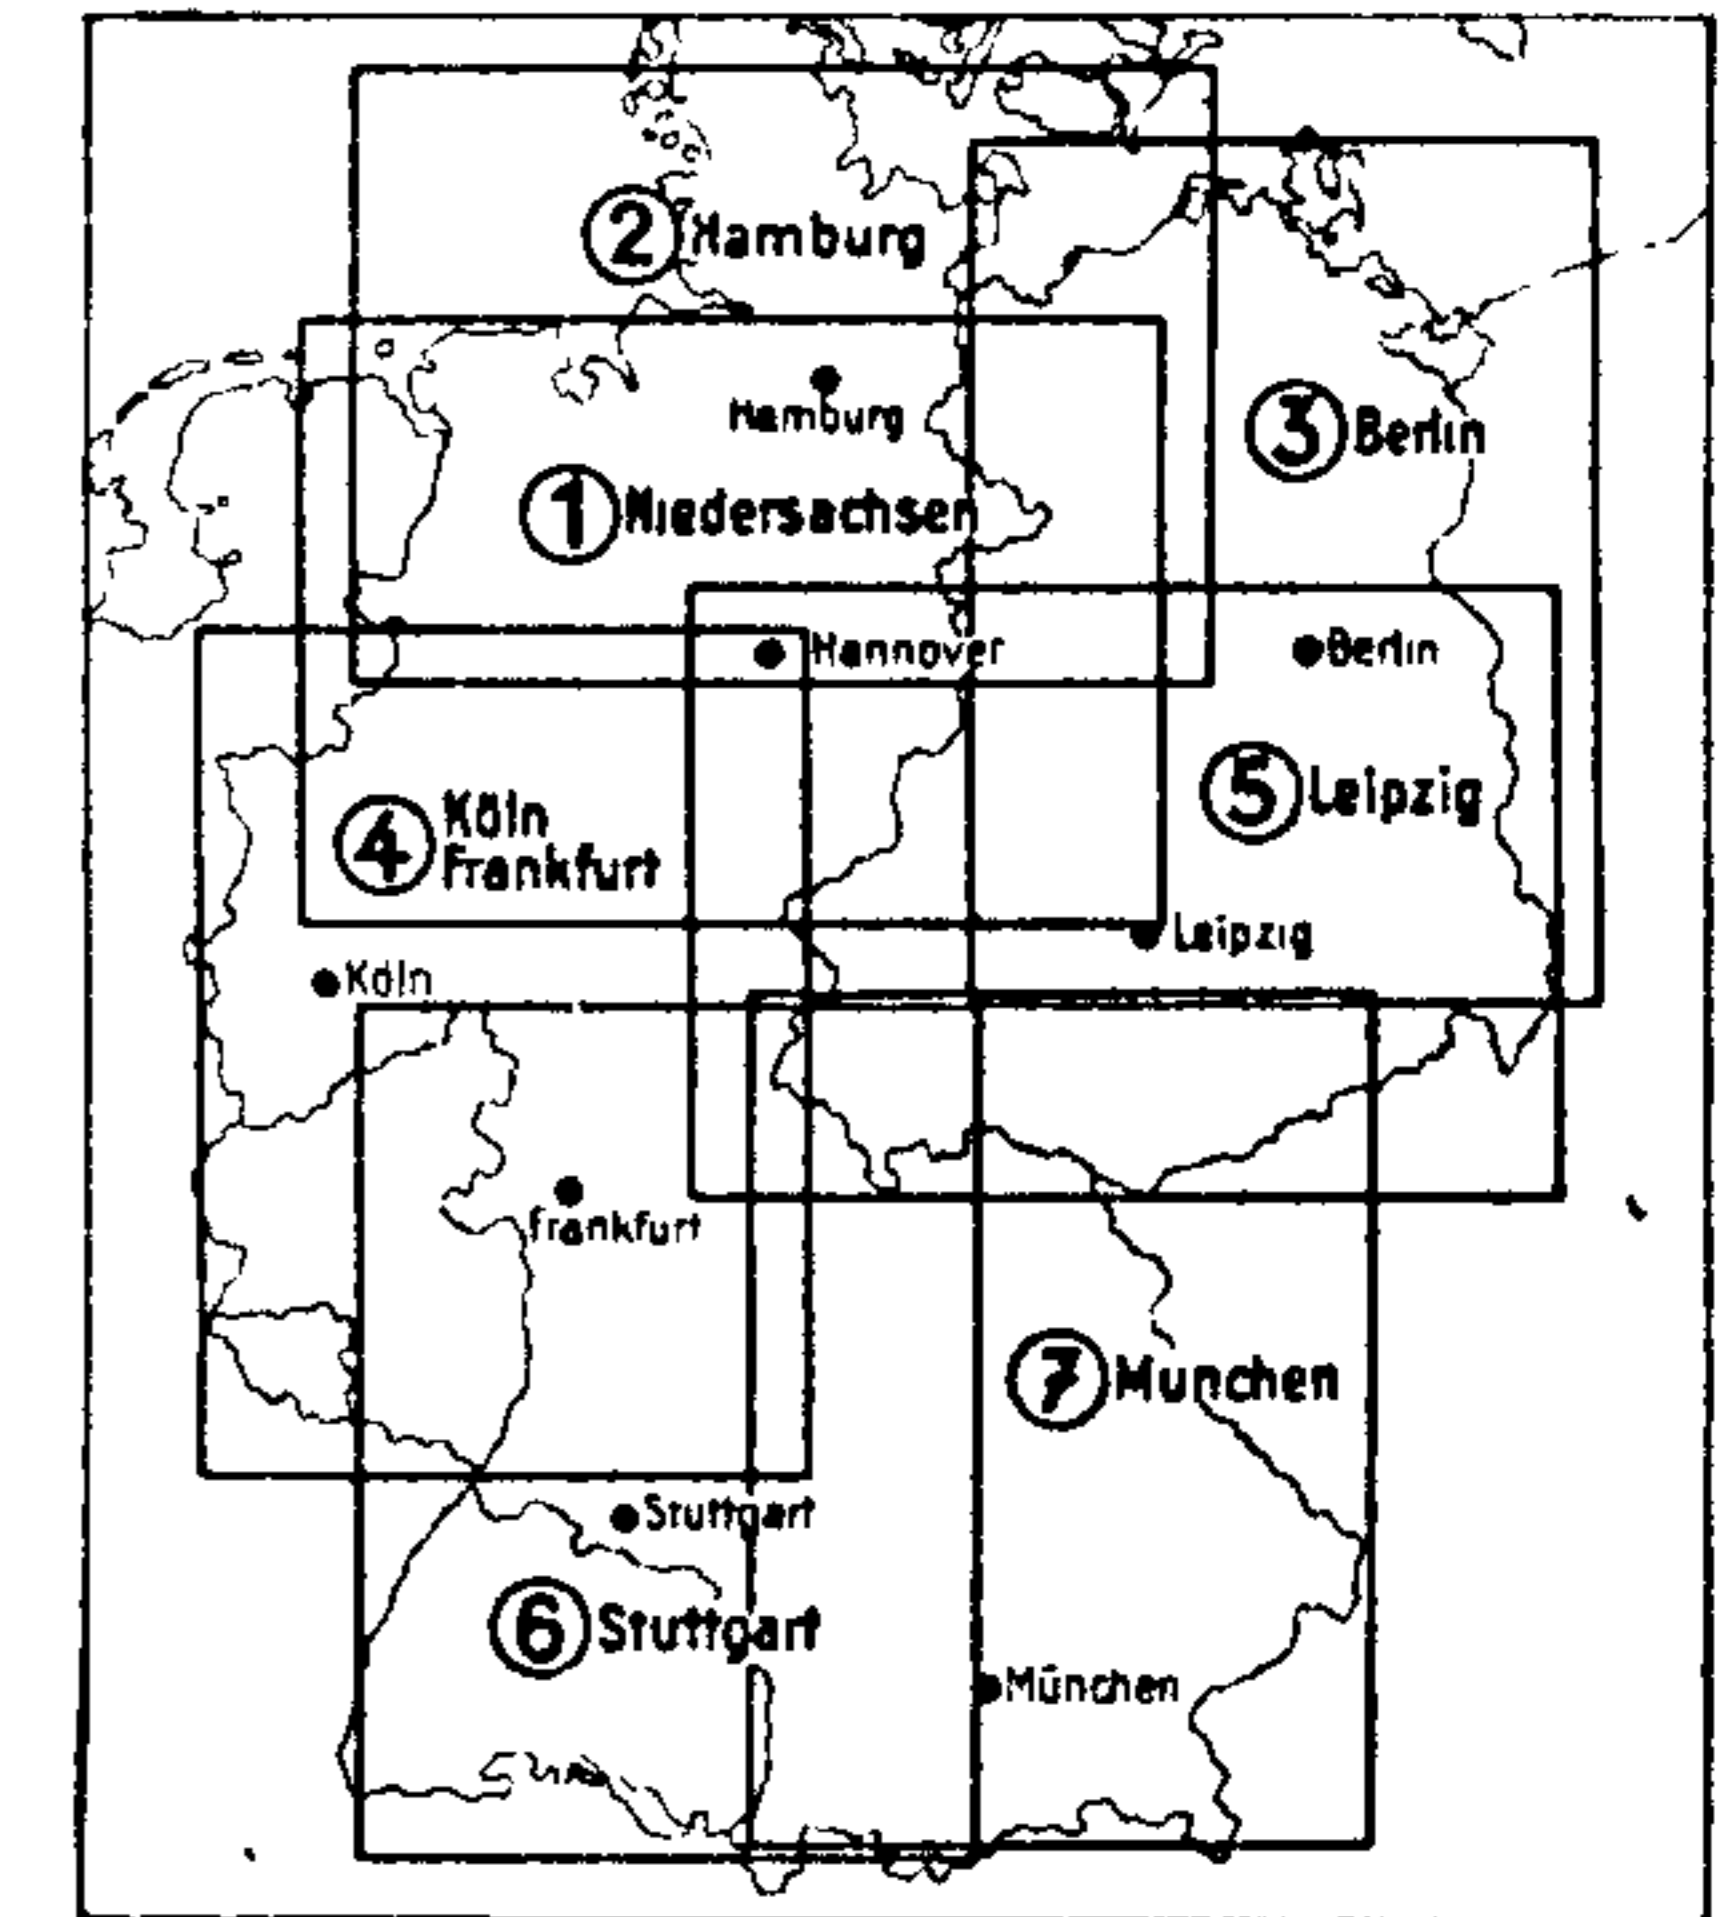 2 Hamburg
Hamburg
3 Berlin
1 Niedersachsen
Hannover
Berlin
5 Leipzig
4 Köln
Frankfurt
Leipzig
Köln
Frankfurt
7 Munchen
Stuttgart
6 Stuttgart
München